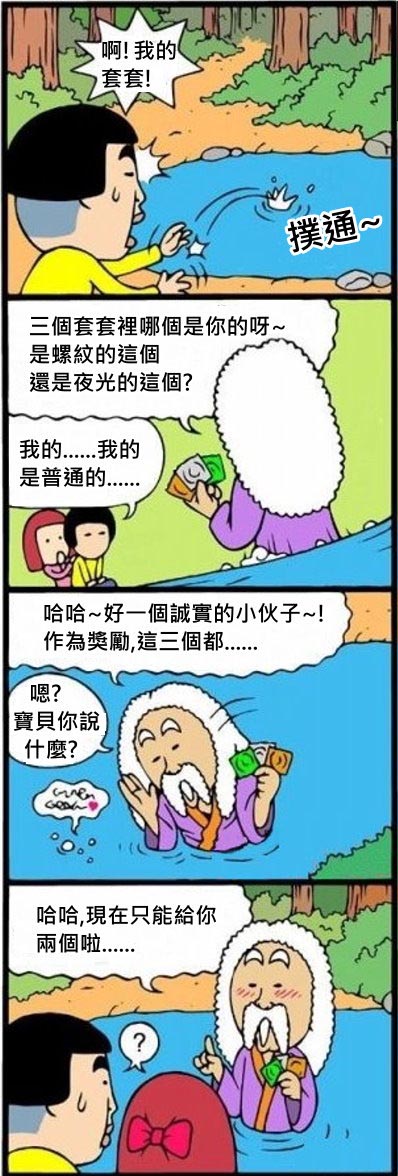 啊! 我的
套套!
撲通~
三個套套裡哪個是你的呀~
是螺紋的這個
還是夜光的這個?
我的......我的
是普通的......
哈哈~好一個誠實的小伙子~!
作為獎勵,這三個都......
嗯?
寶貝你說
什麼?
哈哈,現在只能給你
兩個啦......
?